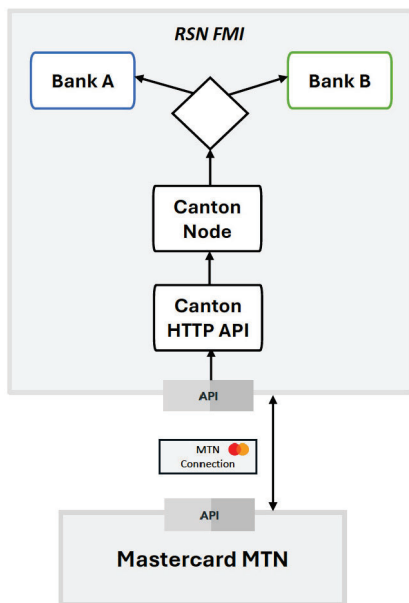 RSN FMI
Bank A
Bank B
Canton
Node
Canton
HTTP API
API
MTN
Connection
API
Mastercard MTN